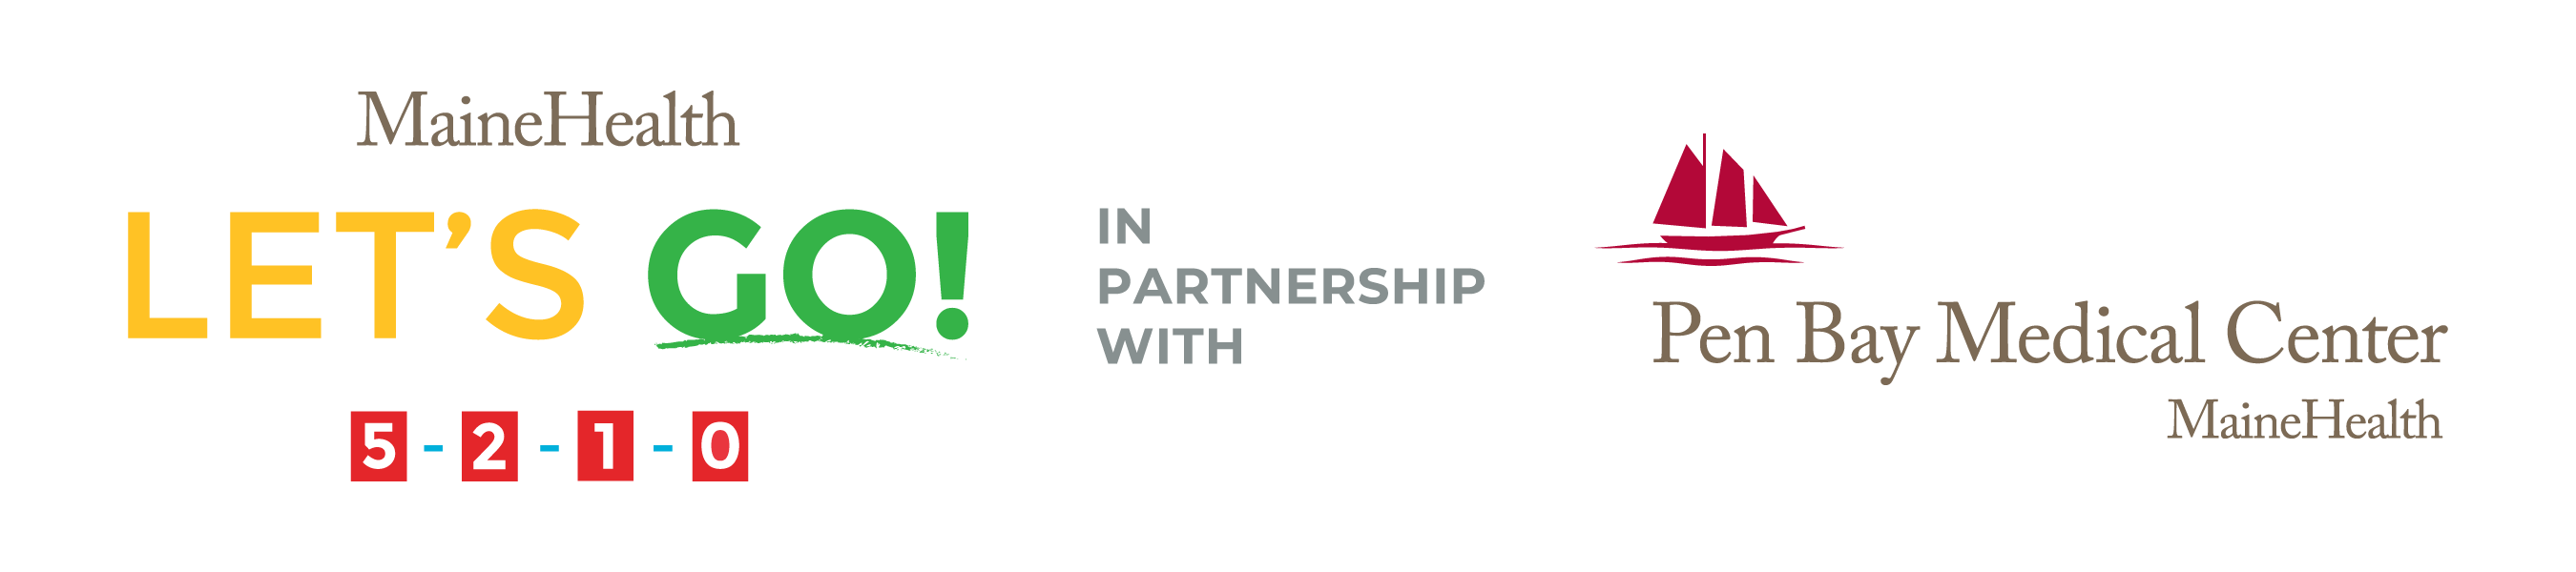 MaineHealth
LET'S GO!
5-2-1-0
IN
PARTNERSHIP
WITH
Pen Bay Medical Center
MaineHealth